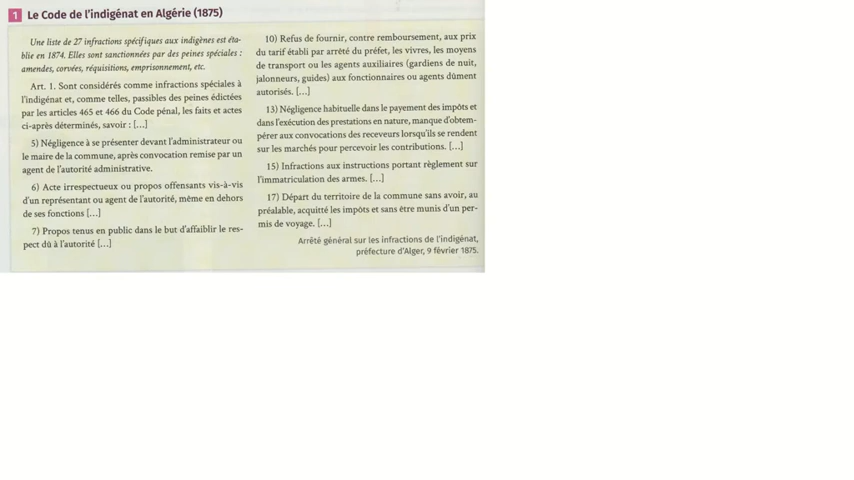 1 Le Code de l'indigénat en Algérie (1875)
Une liste de 27 infractions spécifiques aux indigènes est éta-
blie en 1874. Elles sont sanctionnées par des peines spéciales :
amendes, corvées, réquisitions, emprisonnement, etc.
Art. 1. Sont considérés comme infractions spéciales à
l'indigénat et, comme telles, passibles des peines édictées
par les articles 465 et 466 du Code pénal, les faits et actes
ci-après déterminés, savoir : [...]
5) Négligence à se présenter devant l'administrateur ou
le maire de la commune, après convocation remise par un
agent de l'autorité administrative.
6) Acte irrespectueux ou propos offensants vis-à-vis
d'un représentant ou agent de l'autorité, même en dehors
de ses fonctions [...]
7) Propos tenus en public dans le but d'affaiblir le res-
pect dû à l'autorité [...]
10) Refus de fournir, contre remboursement, aux prix
du tarif établi par arrêté du préfet, les vivres, les moyens
de transport ou les agents auxiliaires (gardiens de nuit,
jalonneurs, guides) aux fonctionnaires ou agents dûment
autorisés. [...]
13) Négligence habituelle dans le payement des impôts et
dans l'exécution des prestations en nature, manque d'obtem-
pérer aux convocations des receveurs lorsqu'ils se rendent
sur les marchés pour percevoir les contributions. [...]
15) Infractions aux instructions portant règlement sur
l'immatriculation des armes. [...]
17) Départ du territoire de la commune sans avoir, au
préalable, acquitté les impôts et sans être munis d'un per-
mis de voyage. [...]
Arrêté général sur les infractions de l'indigénat,
préfecture d'Alger, 9 février 1875.